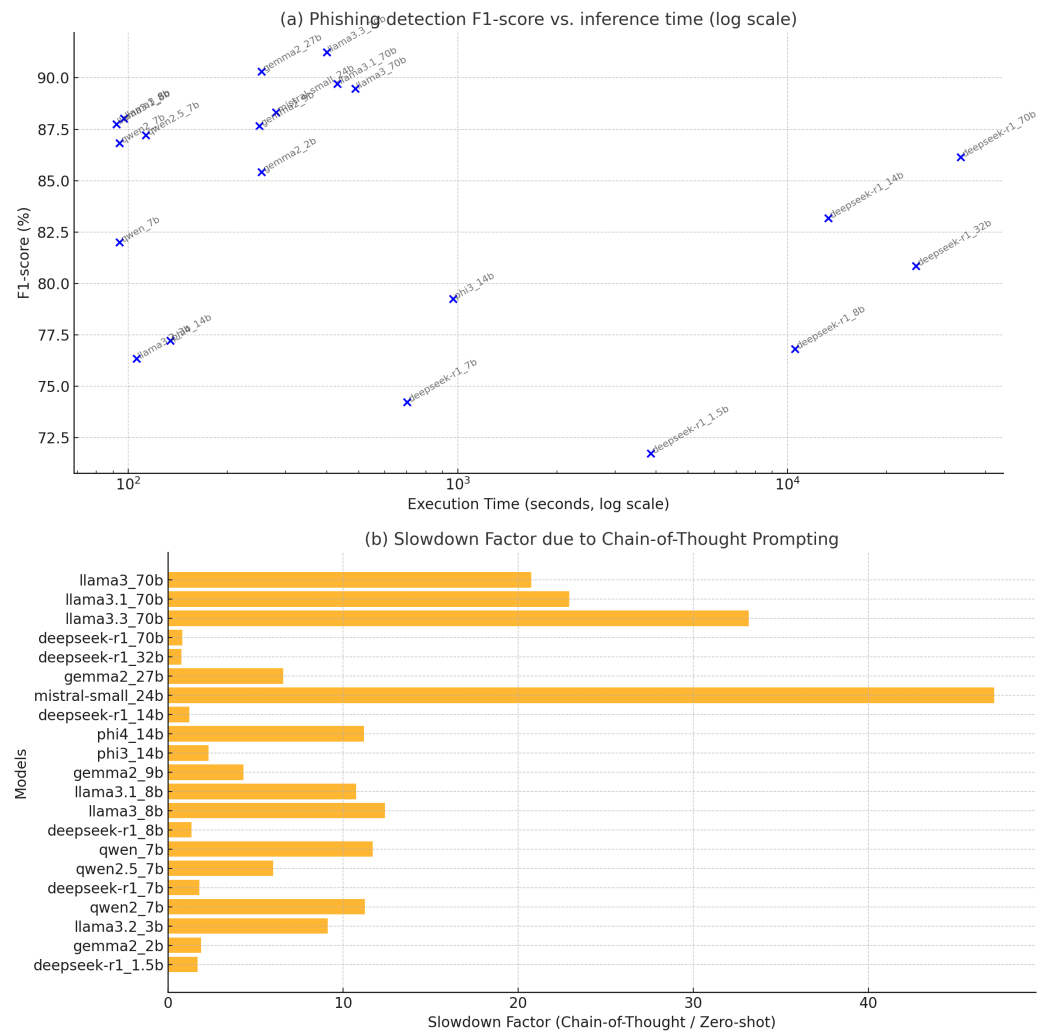 (a) Phishing detection F1-score vs. inference time (log scale)
F1-score (%)
90.0
87.5
85.0
82.5
80.0
77.5
75.0
72.5
gemma2_27b
llama3.1_70b
llama3_70b
mistral-small_24b
gemma2_9b
qwen2_7b
qwen2.5_7b
gemma2_2b
qwen_7b
deepseek-r1_70b
deepseek-r1_14b
deepseek-r1_32b
phi3_14b
deepseek-r1_8b
deepseek-r1_7b
deepseek-r1_1.5b
10²
10³
10⁴
Execution Time (seconds, log scale)
(b) Slowdown Factor due to Chain-of-Thought Prompting
Models
llama3_70b
llama3.1_70b
llama3.3_70b
deepseek-r1_70b
deepseek-r1_32b
gemma2_27b
mistral-small_24b
deepseek-r1_14b
phi4_14b
phi3_14b
gemma2_9b
llama3.1_8b
llama3_8b
deepseek-r1_8b
qwen_7b
qwen2.5_7b
deepseek-r1_7b
qwen2_7b
llama3.2_3b
gemma2_2b
deepseek-r1_1.5b
0
10
20
30
40
Slowdown Factor (Chain-of-Thought / Zero-shot)